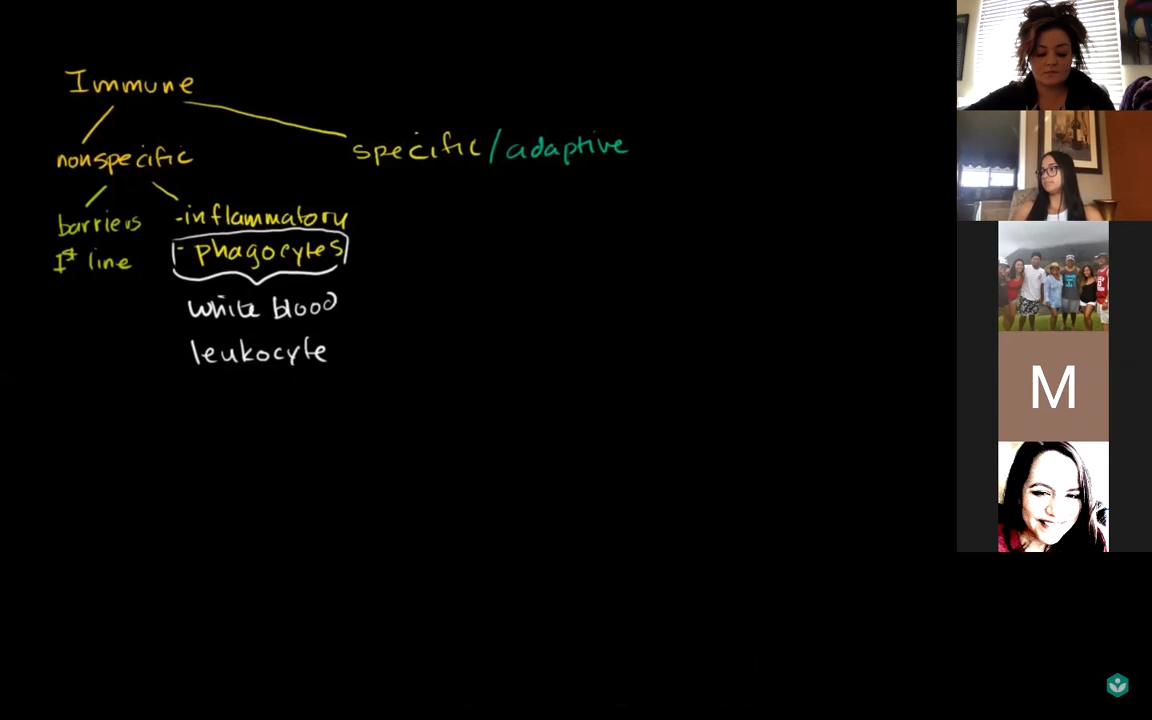 Immune
nonspecific
specific/adaptive
barriers
1st line
-inflammatory
- phagocytes
white blood
leukocyte
M